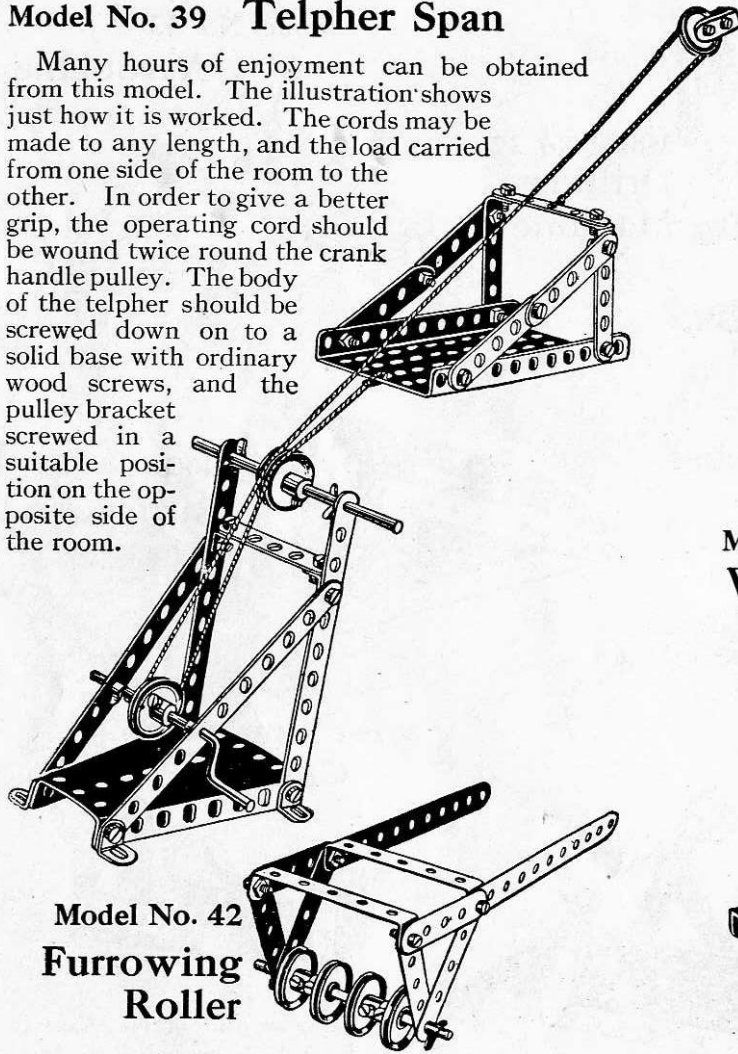 Model No. 39 Telpher Span
Many hours of enjoyment can be obtained
from this model. The illustration shows
just how it is worked. The cords may be
made to any length, and the load carried
from one side of the room to the
other. In order to give a better
grip, the operating cord should
be wound twice round the crank
handle pulley. The body
of the telpher should be
screwed down on to a
solid base with ordinary
wood screws, and the
pulley bracket
screwed in a
suitable posi-
tion on the op-
posite side of
the room.
Model No. 42
Furrowing
Roller